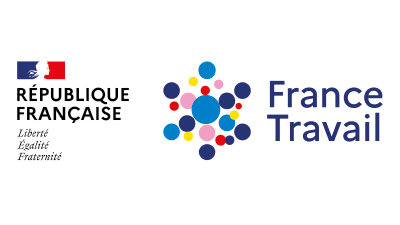 RÉPUBLIQUE
FRANÇAISE
Liberté
Égalité
Fraternité
France
Travail